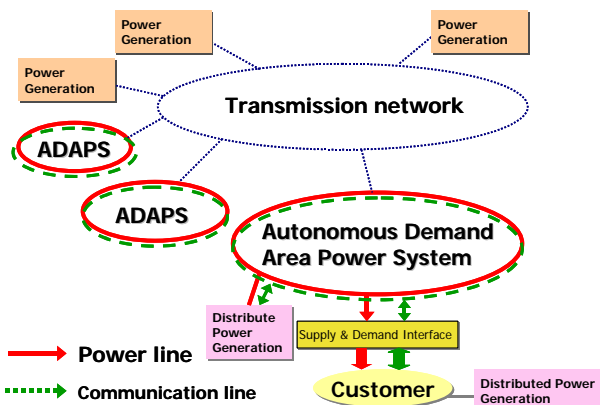 Power
Generation
Power
Generation
Power
Generation
Transmission network
ADAPS
ADAPS
Autonomous Demand
Area Power System
Distribute
Power
Generation
Supply & Demand Interface
Power line
Communication line
Customer
Distributed Power
Generation